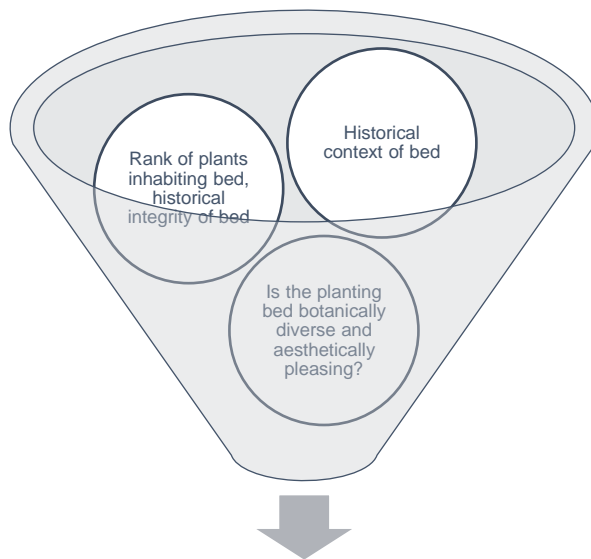 Rank of plants
inhabiting bed,
historical
integrity of bed
Historical
context of bed
Is the planting
bed botanically
diverse and
aesthetically
pleasing?